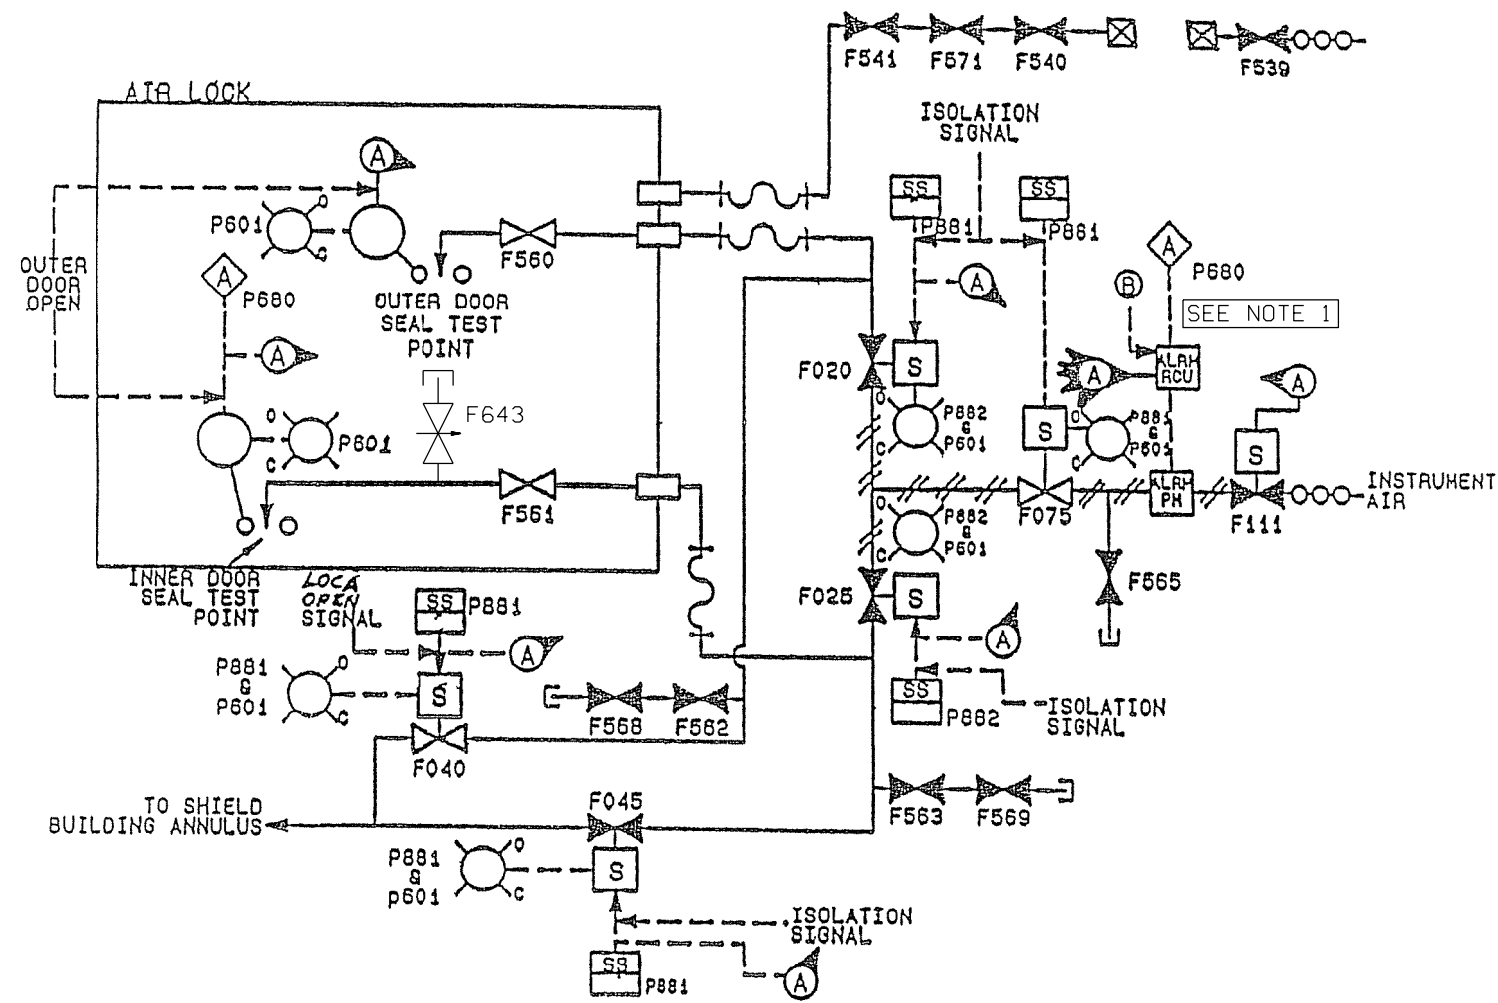 F541
F571
F540
F539
AIR LOCK
ISOLATION
SIGNAL
A
SS
P881
SS
P861
P601
O
C
F560
A
P680
OUTER
DOOR
OPEN
A
P680
B
SEE NOTE 1
OUTER DOOR
SEAL TEST
POINT
A
A
F020
S
A
RCU
A
F643
O
C
P601
O
C
P882
&
P601
S
O
C
P881
&
P601
S
INSTRUMENT
AIR
F561
F075
PM
F111
O
C
P882
&
P601
INNER DOOR
SEAL TEST
POINT
LOCA
OPEN
SIGNAL
SS
P881
F025
S
F565
A
A
P881
&
P601
O
C
S
F568
F562
SS
P882
ISOLATION
SIGNAL
F040
TO SHIELD
BUILDING ANNULUS
F045
F563
F569
P881
&
P601
O
C
S
ISOLATION
SIGNAL
SS
P881
A